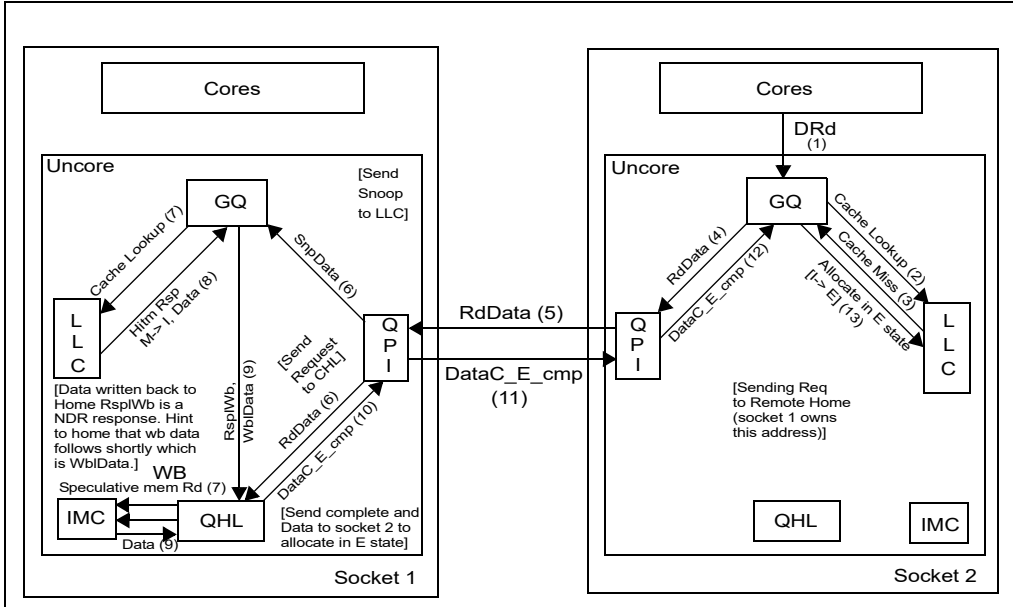 Cores
Uncore
[Send
Snoop
to LLC]
GQ
Cache Lookup (7)
Hitm Rsp
M-> I, Data (8)
SnpData (6)
L
L
C
Q
P
I
[Send
Request
to CHL]
RspIWb,
WbIData (9)
RdData (6)
DataC_E_cmp (10)
[Data written back to
Home RspIWb is a
NDR response. Hint
to home that wb data
follows shortly which
is WbIData.]
WB
Speculative mem Rd (7)
IMC
QHL
Data (9)
[Send complete and
Data to socket 2 to
allocate in E state]
Socket 1
RdData (5)
DataC_E_cmp
(11)
Cores
DRd
(1)
Uncore
GQ
RdData (4)
DataC_E_cmp (12)
Cache Lookup (2)
Cache Miss (3)
Allocate in E state
[I-> E] (13)
Q
P
I
L
L
C
[Sending Req
to Remote Home
(socket 1 owns
this address)]
QHL
IMC
Socket 2